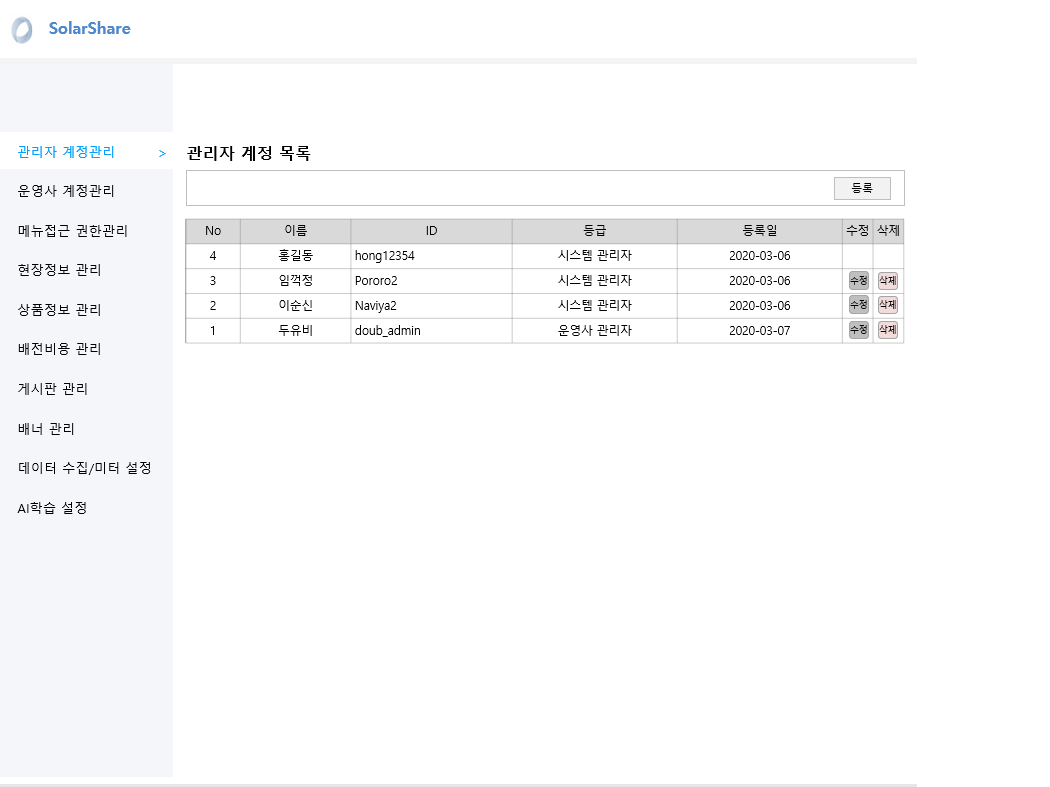 SolarShare
관리자 계정관리 >
운영사 계정관리
메뉴접근 권한관리
현장정보 관리
상품정보 관리
배전비용 관리
게시판 관리
배너 관리
데이터 수집/미터 설정
AI학습 설정
관리자 계정 목록
등록
No 이름 ID 등급 등록일 수정 삭제
4 홍길동 hong12354 시스템 관리자 2020-03-06
3 임꺽정 Pororo2 시스템 관리자 2020-03-06 수정 삭제
2 이순신 Naviya2 시스템 관리자 2020-03-06 수정 삭제
1 두유비 doub_admin 운영사 관리자 2020-03-07 수정 삭제